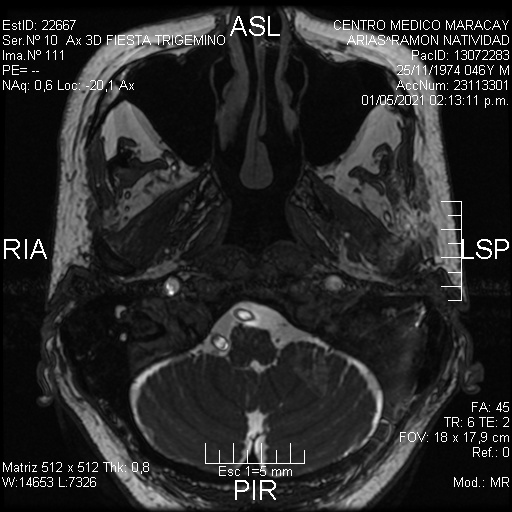 EstID: 22667
Ser.Nº 10 Ax 3D FIESTA TRIGEMINO
Ima.Nº 111
PE= --
NAq: 0,6 Loc:-20,1 Ax
ASL
CENTRO MEDICO MARACAY
ARIAS^RAMON NATIVIDAD
PacID: 13072283
25/11/1974 046Y M
AccNum: 23113301
01/05/2021 02:13:11 p.m.
RIA
LSP
Matriz 512 x 512 Thk: 0,8
W:14653 L:7326
Esc 1=5 mm
PIR
FA: 45
TR: 6 TE: 2
FOV: 18 x 17,9 cm
Ref.: 0
Mod.: MR